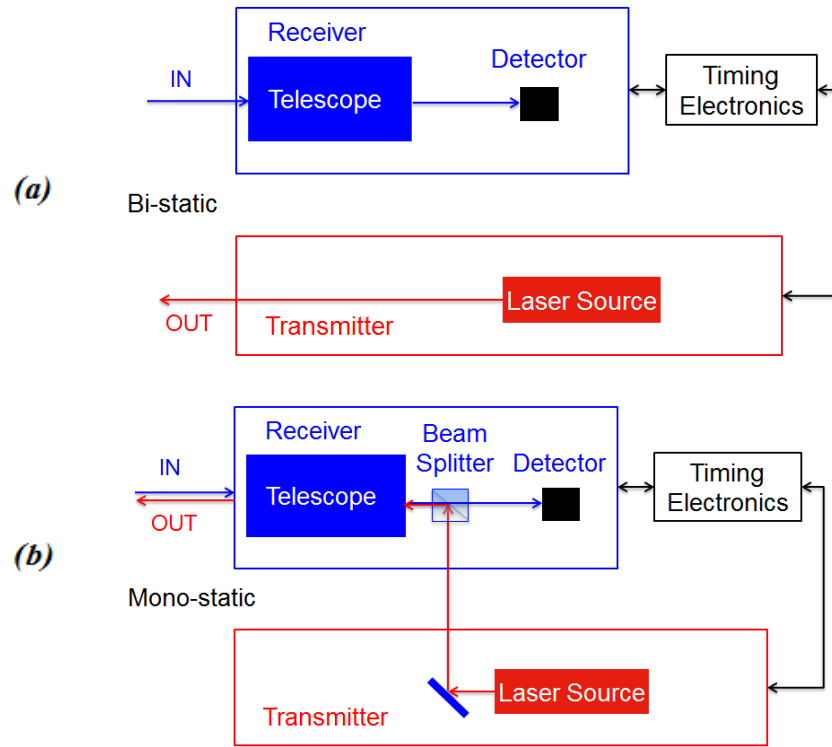 Receiver
IN
Telescope
Detector
Timing
Electronics
(a)
Bi-static
Laser Source
OUT
Transmitter
Receiver
Beam
Splitter
Detector
IN
OUT
Telescope
Timing
Electronics
(b)
Mono-static
Laser Source
Transmitter